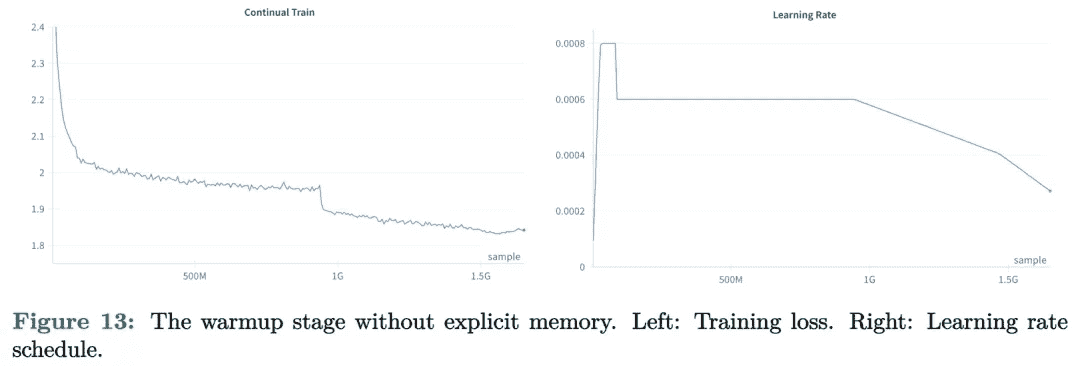 Continual Train
2.4
2.3
2.2
2.1
2
1.9
1.8
500M
1G
1.5G
sample
Learning Rate
0.0008
0.0006
0.0004
0.0002
0
500M
1G
1.5G
sample
Figure 13: The warmup stage without explicit memory. Left: Training loss. Right: Learning rate
schedule.